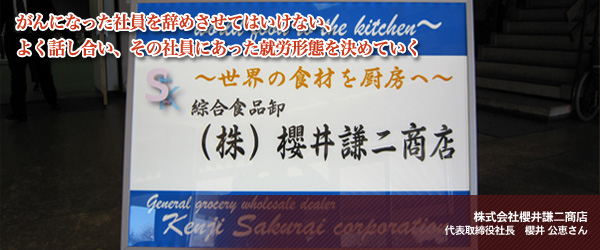 がんになった社員を辞めさせてはいけない。
よく話し合い、その社員にあった就労形態を決めていく
world food to the kitchen～
～世界の食材を厨房へ～
SK
綜合食品卸
（株）櫻井謙二商店
General grocery wholesale dealer
Kenji Sakurai corporation
株式会社櫻井謙二商店
代表取締役社長 櫻井 公恵さん